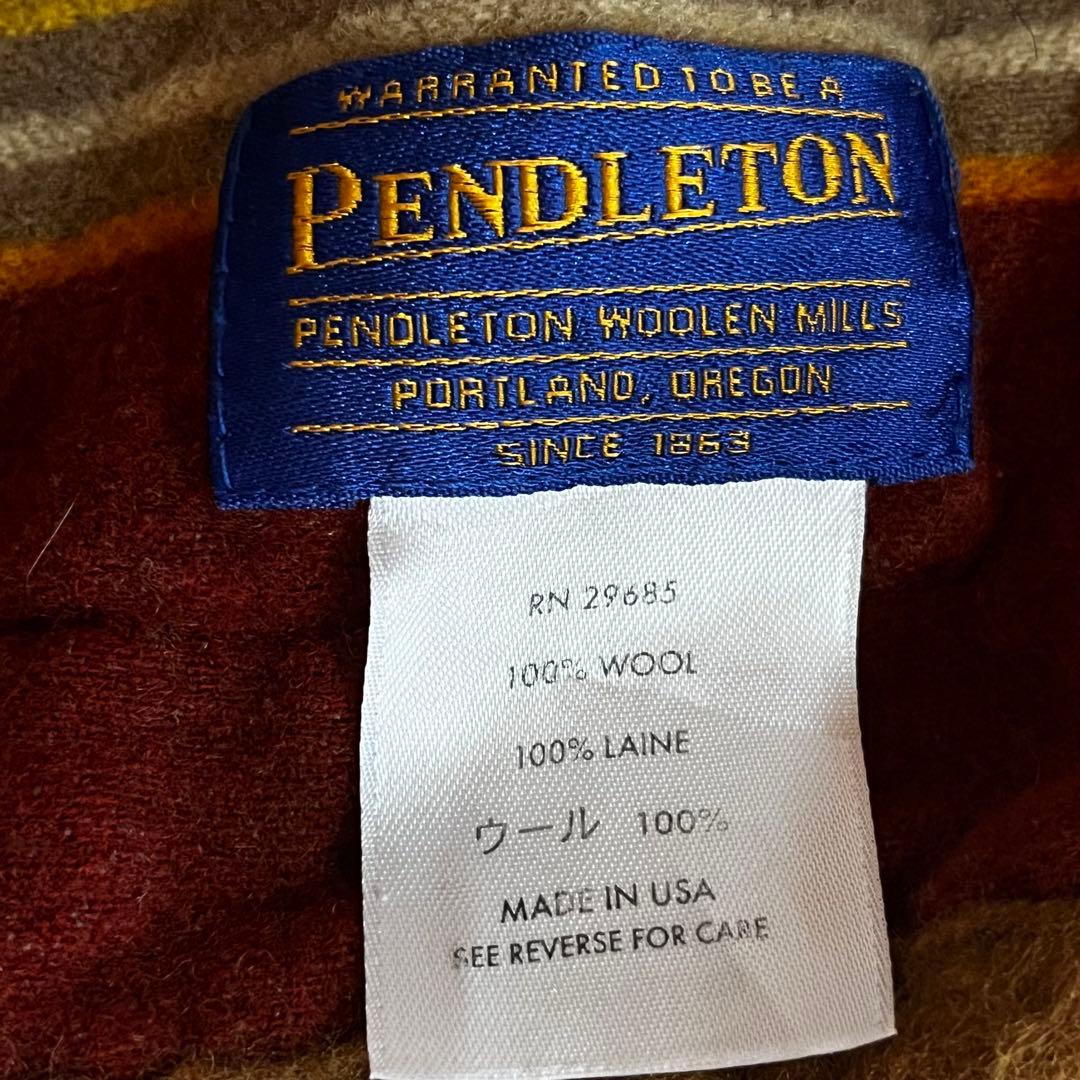 WARRANTED TO BE A
PENDLETON
PENDLETON WOOLEN MILLS
PORTLAND, OREGON
SINCE 1863
RN 29685
100% WOOL
100% LAINE
ウール 100%
MADE IN USA
SEE REVERSE FOR CARE